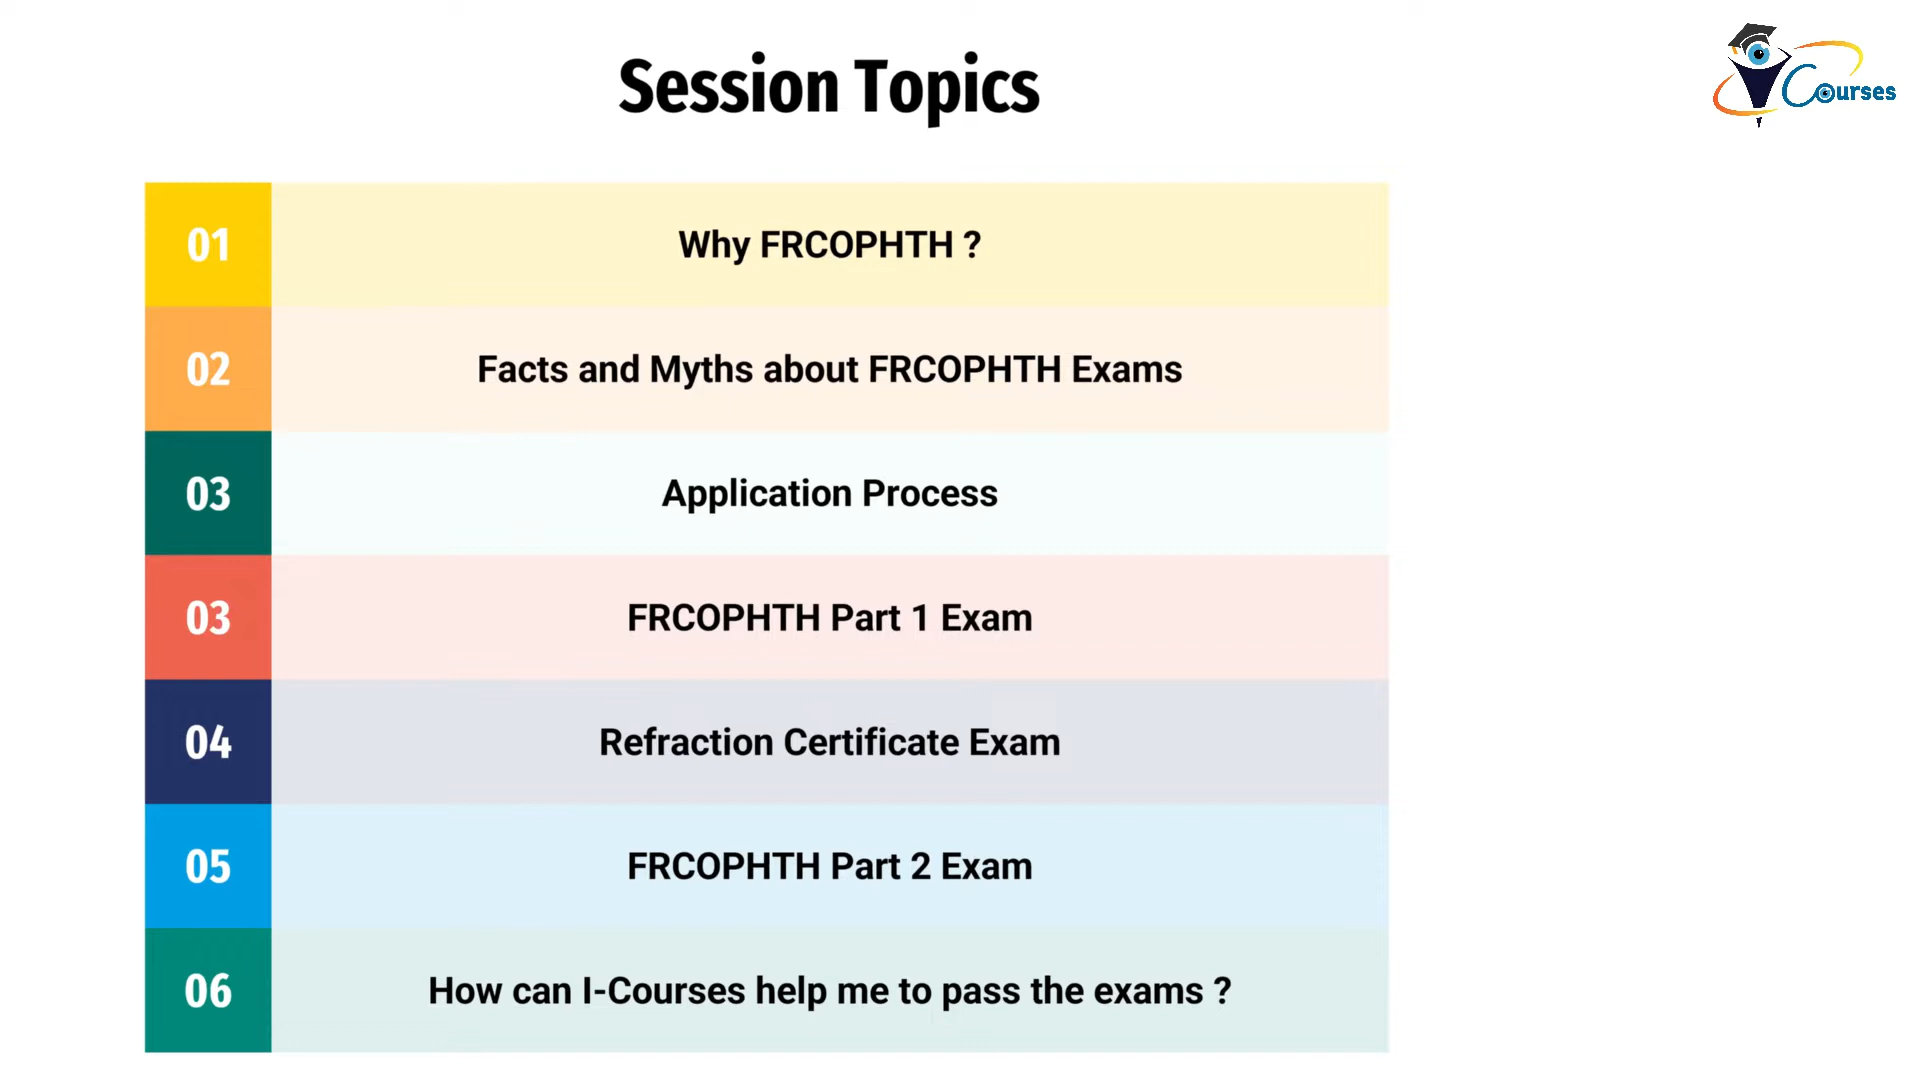 Session Topics
Courses
01 Why FRCOPHTH ?
02 Facts and Myths about FRCOPHTH Exams
03 Application Process
03 FRCOPHTH Part 1 Exam
04 Refraction Certificate Exam
05 FRCOPHTH Part 2 Exam
06 How can I-Courses help me to pass the exams ?